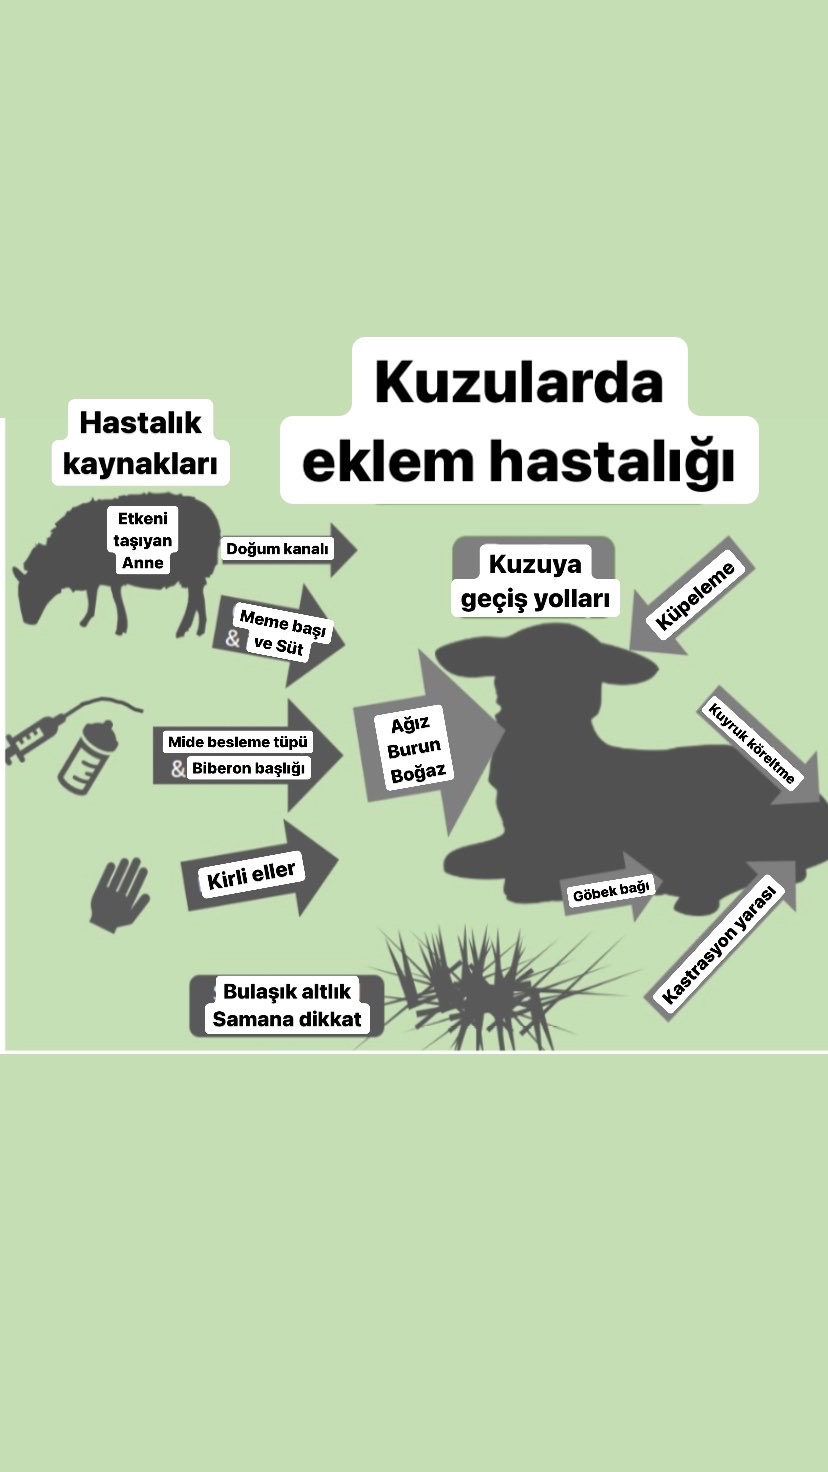 Kuzularda
eklem hastalığı
Hastalık
kaynakları
Etkeni
taşıyan
Anne
Doğum kanalı
Meme başı
& ve Süt
Mide besleme tüpü
& Biberon başlığı
Kirli eller
Bulaşık altlık
Samana dikkat
Kuzuya
geçiş yolları
Ağız
Burun
Boğaz
Küpeleme
Kuyruk köreltme
Göbek bağı
Kastrasyon yarası